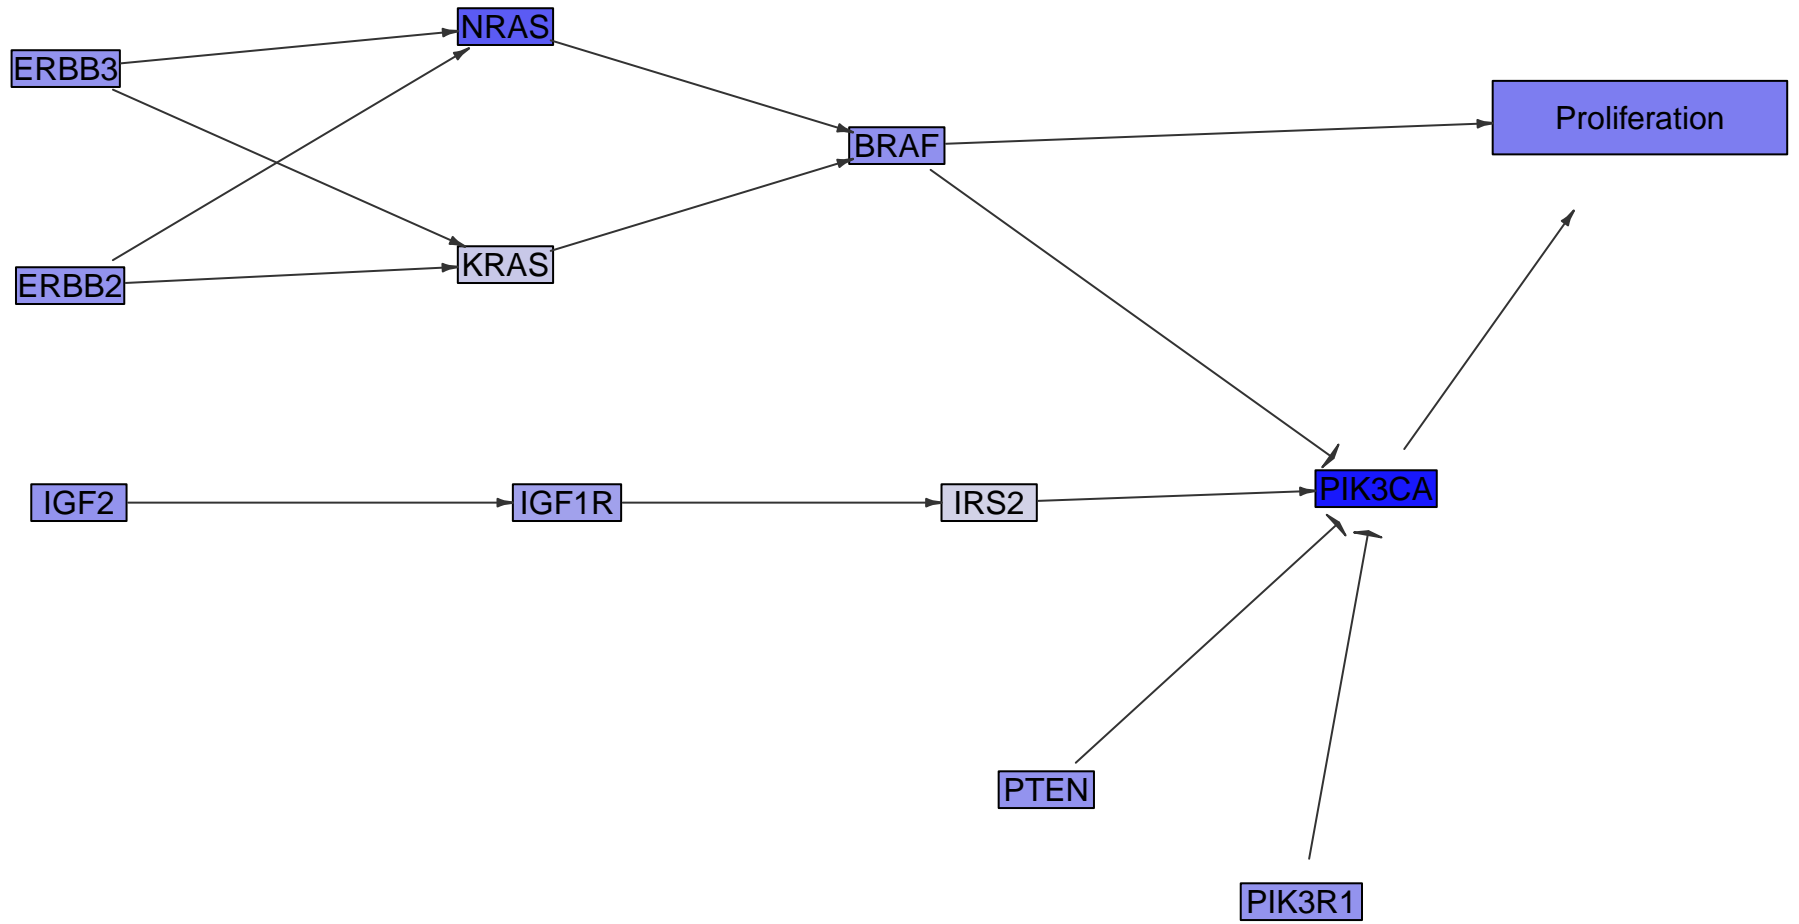 NRAS
ERBB3
Proliferation
BRAF
KRAS
ERBB2
PIK3CA
IGF2
IGF1R
IRS2
PTEN
PIK3R1